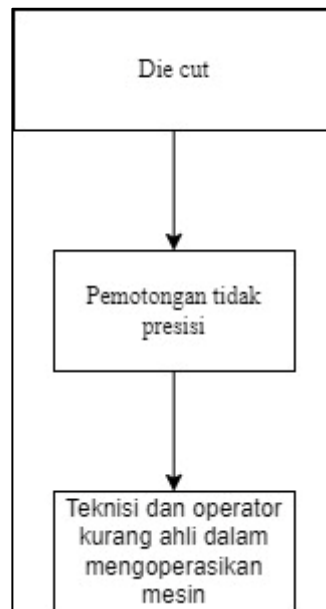 Die cut
Pemotongan tidak
presisi
Teknisi dan operator
kurang ahli dalam
mengoperasikan
mesin